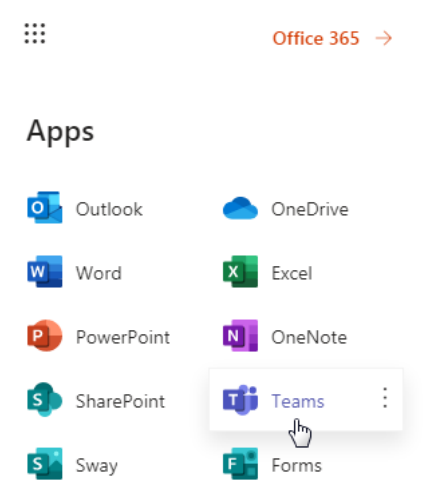 Office 365 →
Apps
Outlook
OneDrive
Word
Excel
PowerPoint
OneNote
SharePoint
Teams
Sway
Forms